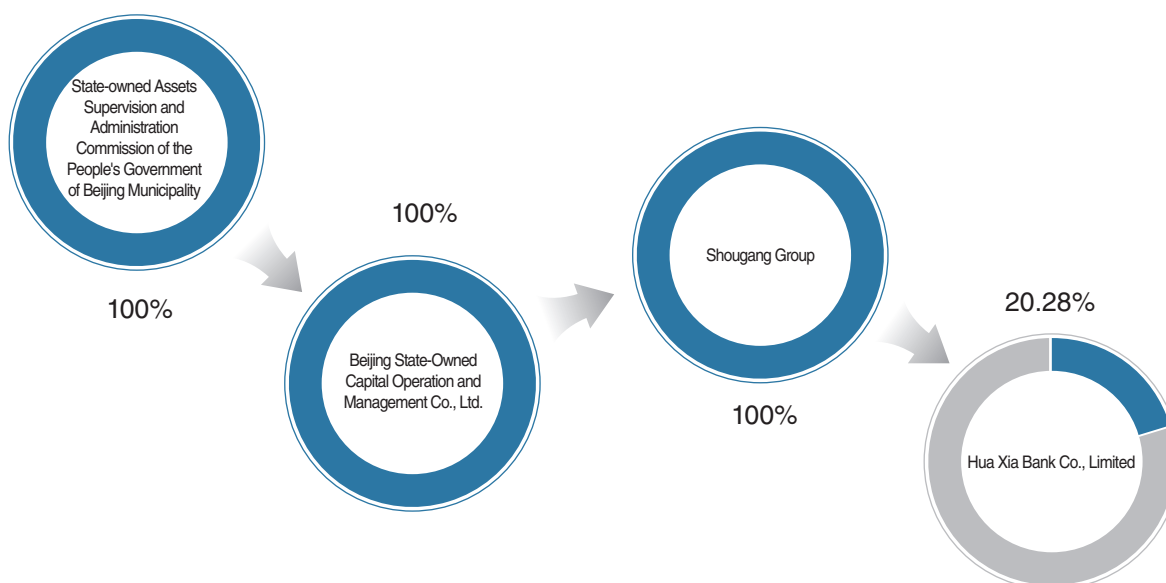 State-owned Assets
Supervision and
Administration
Commission of the
People's Government
of Beijing Municipality
100%
100%
Beijing State-Owned
Capital Operation and
Management Co., Ltd.
Shougang Group
100%
20.28%
Hua Xia Bank Co., Limited